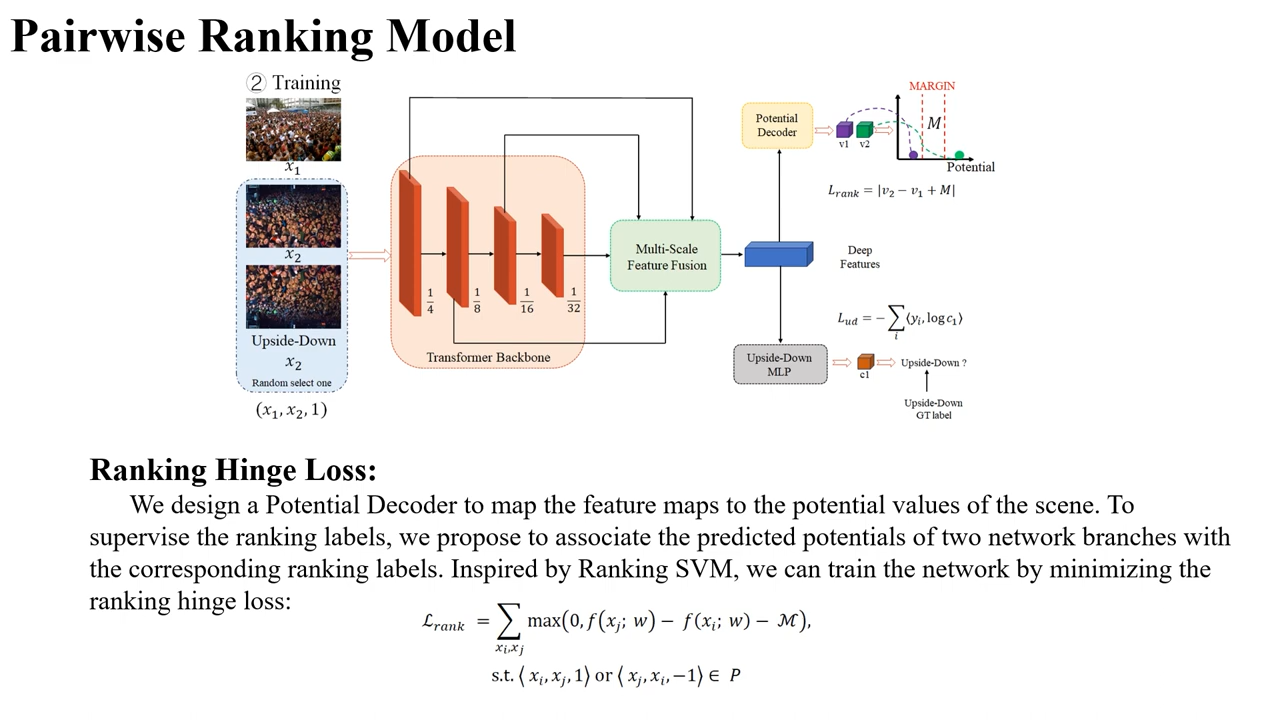 Pairwise Ranking Model
② Training
x₁
x₂
Upside-Down
x₂
Random select one
(x₁, x₂, 1)
1/4
1/8
1/16
1/32
Transformer Backbone
Multi-Scale
Feature Fusion
Potential
Decoder
v1
v2
MARGIN
M
Potential
L_rank = |v₂ − v₁ + M|
Deep
Features
L_ud = −∑_i ⟨y_i, log c₁⟩
Upside-Down
MLP
c1
Upside-Down ?
Upside-Down
GT label
Ranking Hinge Loss:
We design a Potential Decoder to map the feature maps to the potential values of the scene. To
supervise the ranking labels, we propose to associate the predicted potentials of two network branches with
the corresponding ranking labels. Inspired by Ranking SVM, we can train the network by minimizing the
ranking hinge loss:
ℒ_rank = ∑_{x_i,x_j} max(0, f(x_j; w) − f(x_i; w) − ℳ),
s.t. ⟨ x_i, x_j, 1⟩ or ⟨ x_j, x_i, −1⟩ ∈ P